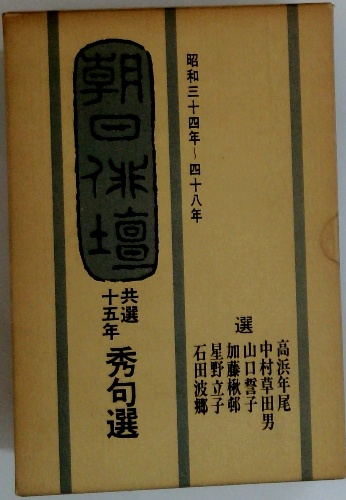 昭和三十四年~四十八年
朝日俳壇
共選
十五年
秀句選
選
高浜年尾
中村草田男
山口誓子
加藤楸邨
星野立子
石田波郷